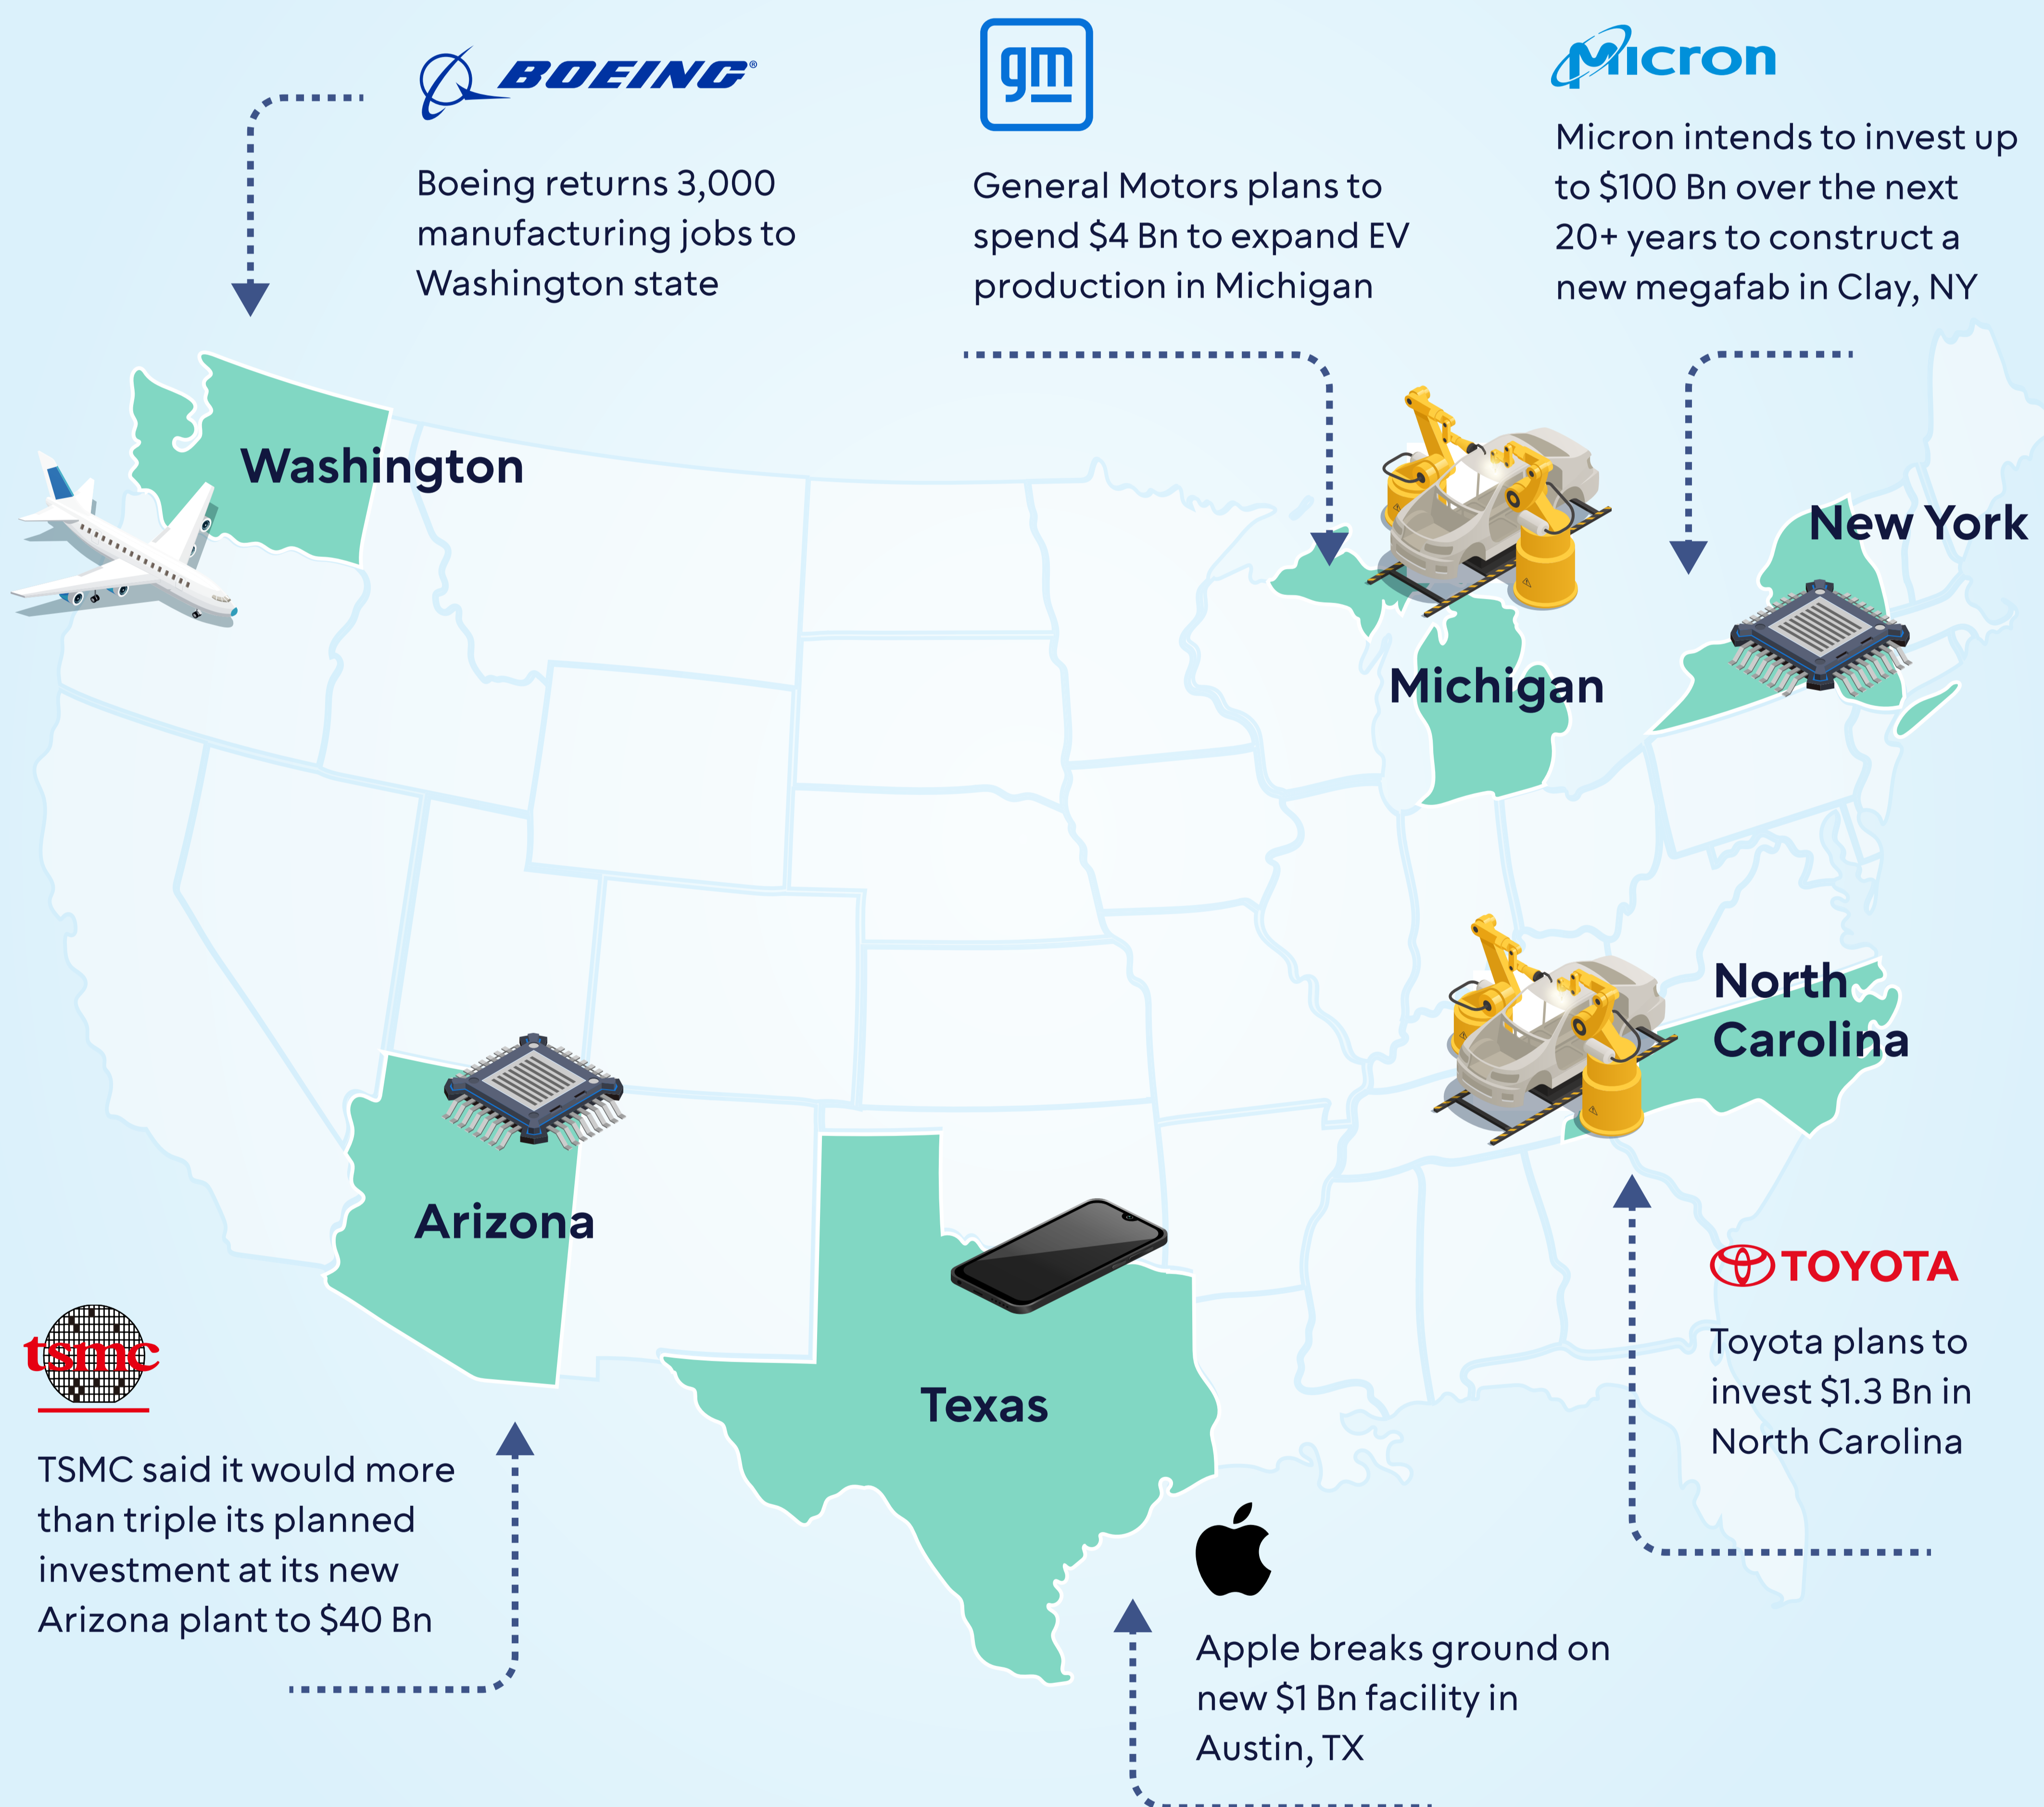 BOEING®
Boeing returns 3,000
manufacturing jobs to
Washington state
gm
General Motors plans to
spend $4 Bn to expand EV
production in Michigan
Micron
Micron intends to invest up
to $100 Bn over the next
20+ years to construct a
new megafab in Clay, NY
Washington
New York
Michigan
North
Carolina
Arizona
Texas
tsmc
TSMC said it would more
than triple its planned
investment at its new
Arizona plant to $40 Bn
TOYOTA
Toyota plans to
invest $1.3 Bn in
North Carolina
Apple breaks ground on
new $1 Bn facility in
Austin, TX